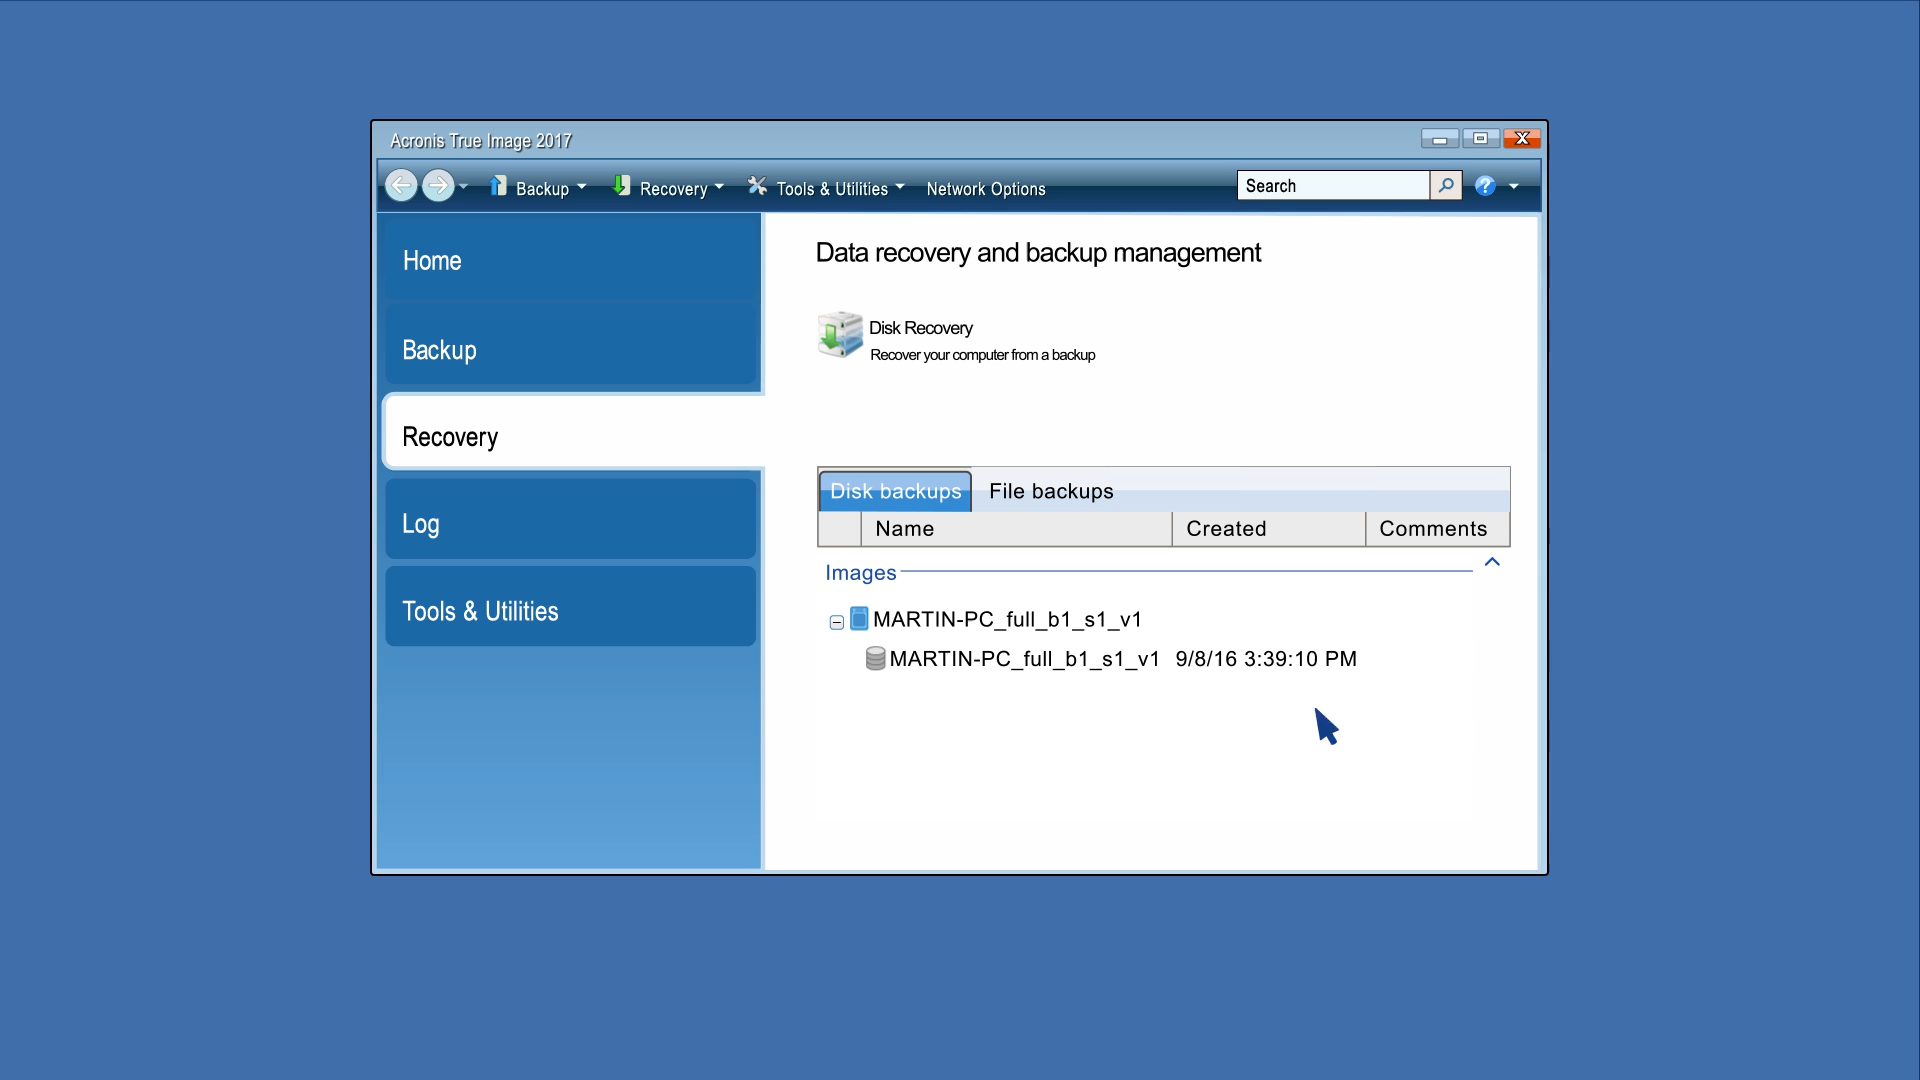 Acronis True Image 2017
Backup Recovery Tools & Utilities Network Options Search
Home
Backup
Recovery
Log
Tools & Utilities
Data recovery and backup management
Disk Recovery
Recover your computer from a backup
Disk backups File backups
Name Created Comments
Images
MARTIN-PC_full_b1_s1_v1
MARTIN-PC_full_b1_s1_v1 9/8/16 3:39:10 PM